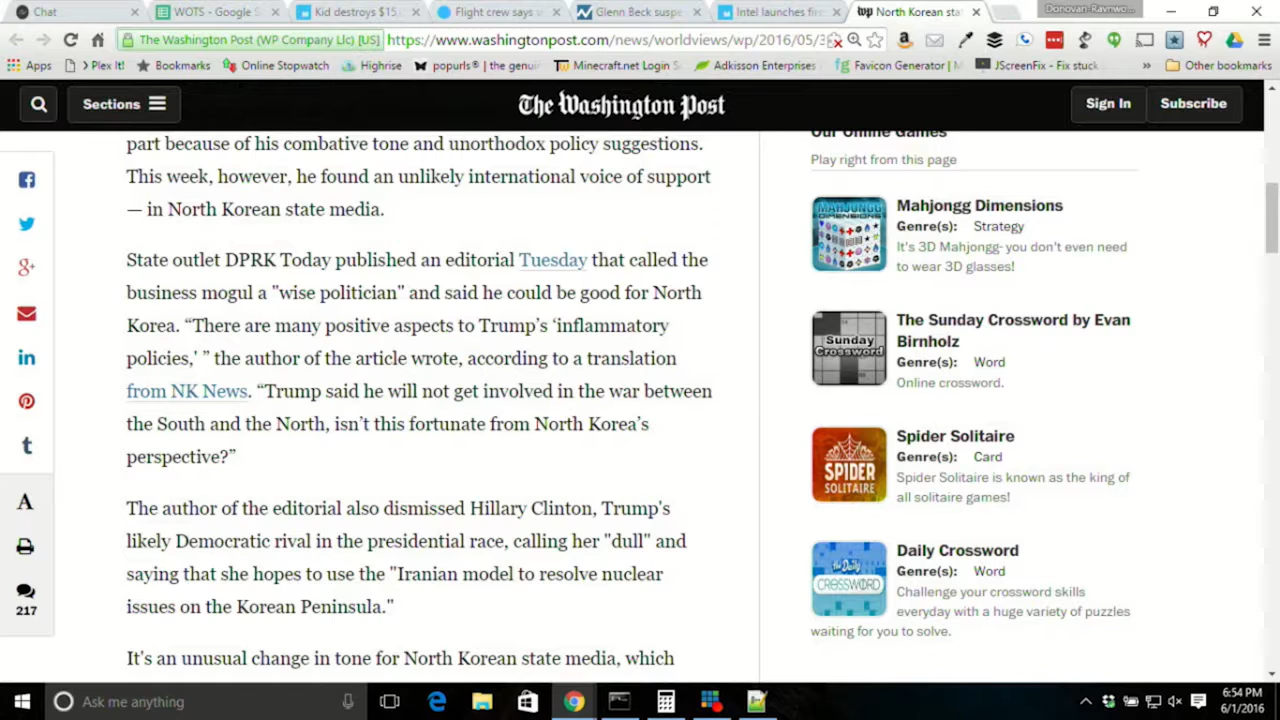 Chat
WOTS - Google S
Kid destroys $15,
Flight crew says
Glenn Beck suspe
Intel launches firs
wp North Korean sta
Donovan-Ravnwo...
The Washington Post (WP Company Llc) [US]
https://www.washingtonpost.com/news/worldviews/wp/2016/05/3
Apps
> Plex It!
Bookmarks
Online Stopwatch
Highrise
popurls® | the genui
Minecraft.net Login
Adkisson Enterprises
Favicon Generator |
JScreenFix - Fix stuck
»
Other bookmarks
Sections
The Washington Post
Sign In
Subscribe
part because of his combative tone and unorthodox policy suggestions.
This week, however, he found an unlikely international voice of support
— in North Korean state media.
State outlet DPRK Today published an editorial Tuesday that called the
business mogul a "wise politician" and said he could be good for North
Korea. “There are many positive aspects to Trump’s ‘inflammatory
policies,' ” the author of the article wrote, according to a translation
from NK News. “Trump said he will not get involved in the war between
the South and the North, isn’t this fortunate from North Korea’s
perspective?”
The author of the editorial also dismissed Hillary Clinton, Trump's
likely Democratic rival in the presidential race, calling her "dull" and
saying that she hopes to use the "Iranian model to resolve nuclear
issues on the Korean Peninsula."
It's an unusual change in tone for North Korean state media, which
217
Our Online Games
Play right from this page
MAHJONGG
DIMENSIONS
Mahjongg Dimensions
Genre(s): Strategy
It's 3D Mahjongg- you don't even need
to wear 3D glasses!
Sunday
Crossword
The Sunday Crossword by Evan
Birnholz
Genre(s): Word
Online crossword.
SPIDER
SOLITAIRE
Spider Solitaire
Genre(s): Card
Spider Solitaire is known as the king of
all solitaire games!
the Daily
CROSSWORD
Daily Crossword
Genre(s): Word
Challenge your crossword skills
everyday with a huge variety of puzzles
waiting for you to solve.
Ask me anything
6:54 PM
6/1/2016